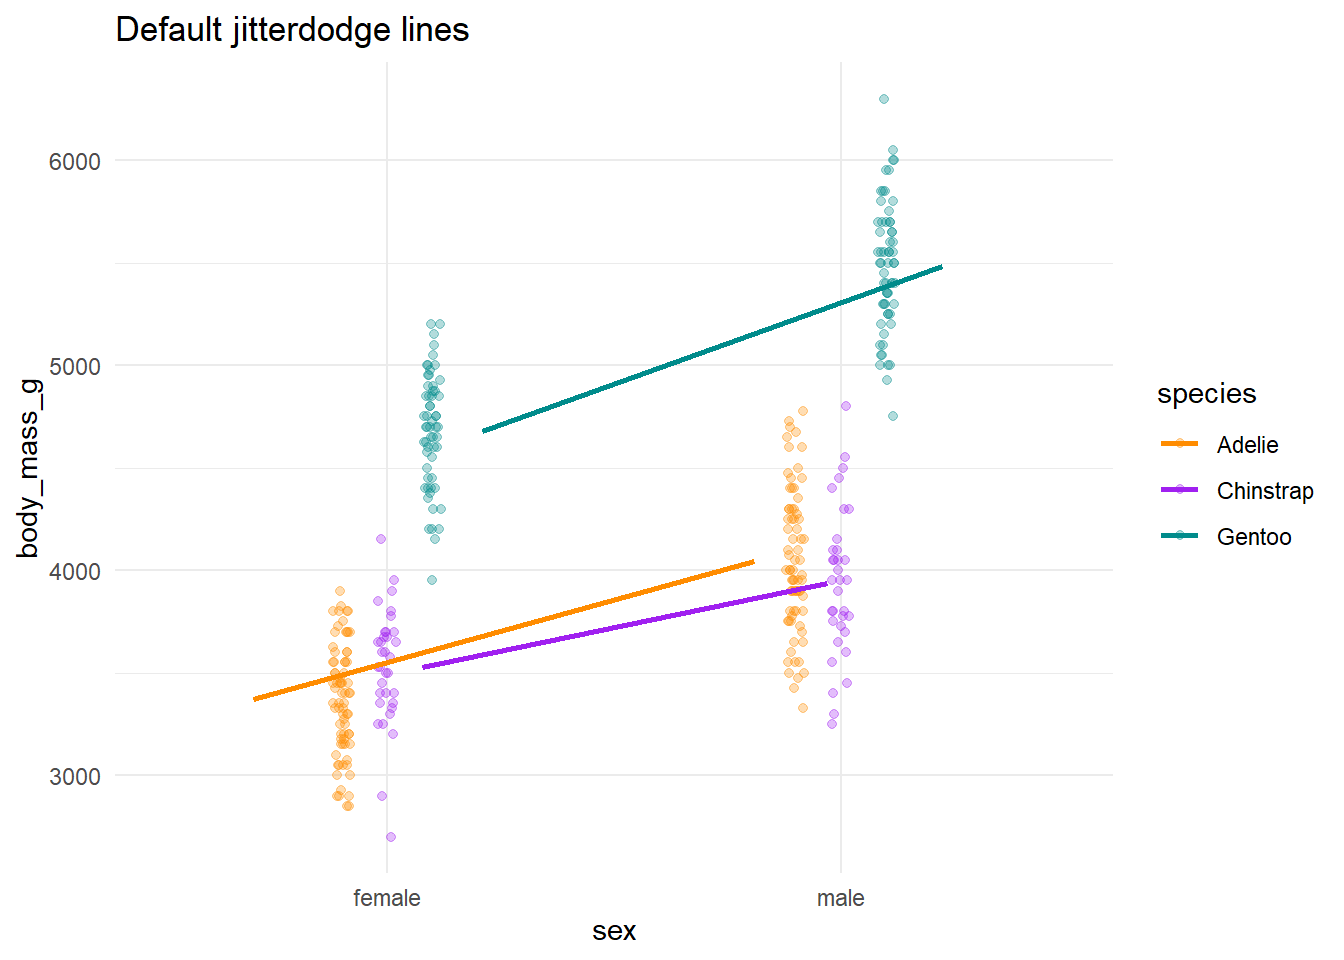 Default jitterdodge lines
6000
5000
4000
3000
body_mass_g
female
male
sex
species
Adelie
Chinstrap
Gentoo